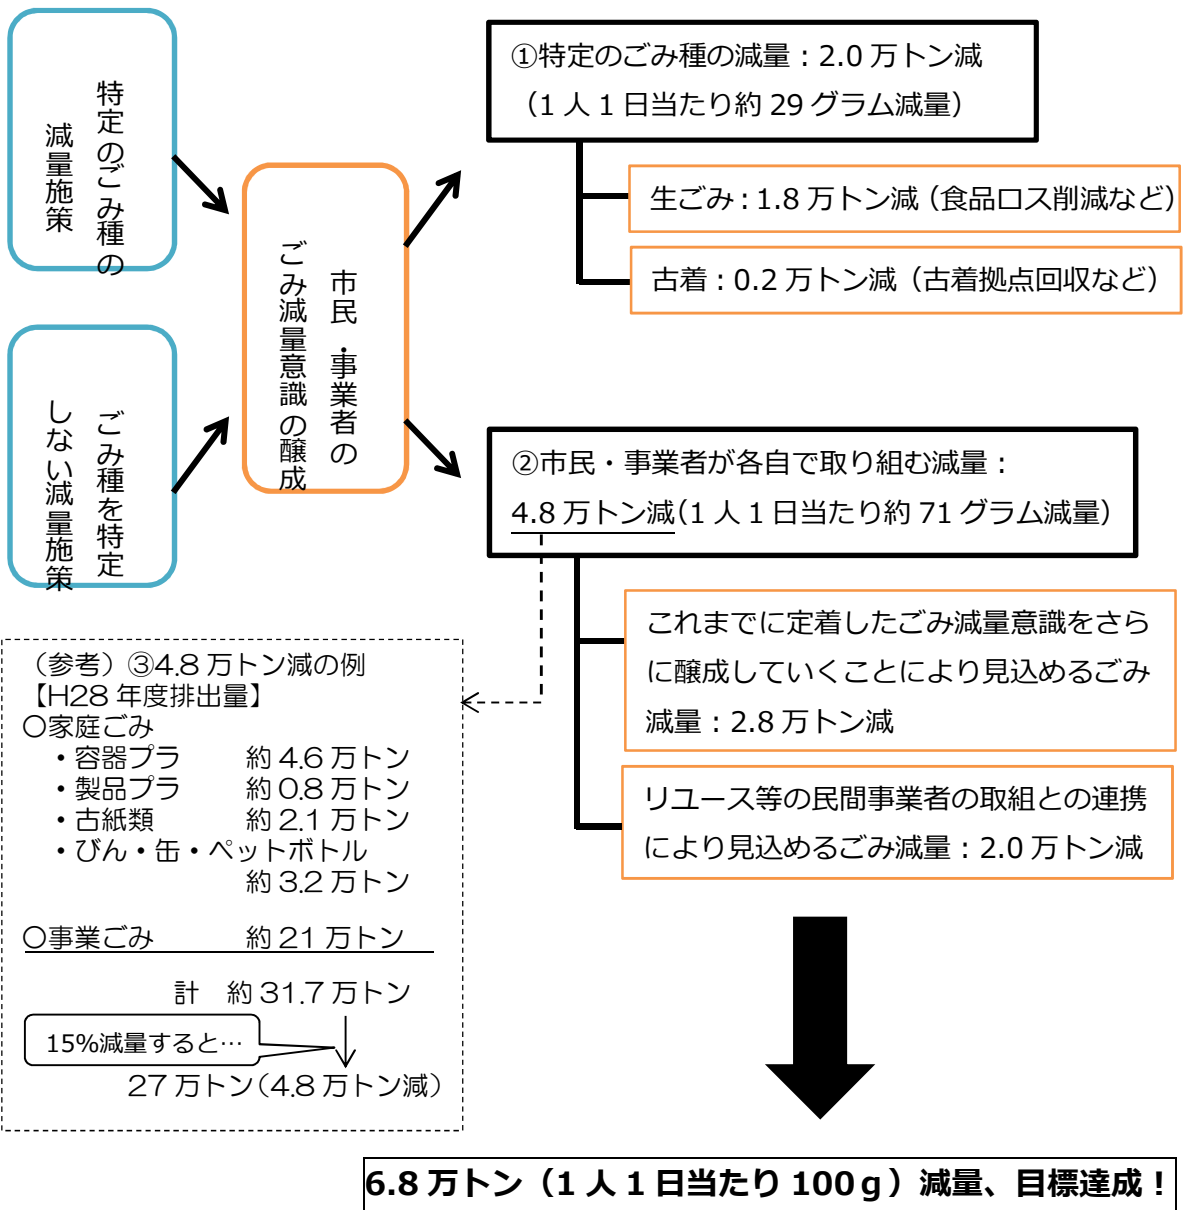 特定のごみ種の
減量施策
ごみ種を特定
しない減量施策
市民・事業者の
ごみ減量意識の醸成
①特定のごみ種の減量：2.0 万トン減
（1 人 1 日当たり約 29 グラム減量）
生ごみ：1.8 万トン減（食品ロス削減など）
古着：0.2 万トン減（古着拠点回収など）
②市民・事業者が各自で取り組む減量：
4.8 万トン減（1 人 1 日当たり約 71 グラム減量）
これまでに定着したごみ減量意識をさら
に醸成していくことにより見込めるごみ
減量：2.8 万トン減
リユース等の民間事業者の取組との連携
により見込めるごみ減量：2.0 万トン減
（参考）③4.8 万トン減の例
【H28 年度排出量】
○家庭ごみ
・容器プラ　約 4.6 万トン
・製品プラ　約 0.8 万トン
・古紙類　約 2.1 万トン
・びん・缶・ペットボトル
約 3.2 万トン
○事業ごみ　約 21 万トン
計　約 31.7 万トン
15%減量すると…
27 万トン（4.8 万トン減）
6.8 万トン（1 人 1 日当たり 100ｇ）減量、目標達成！